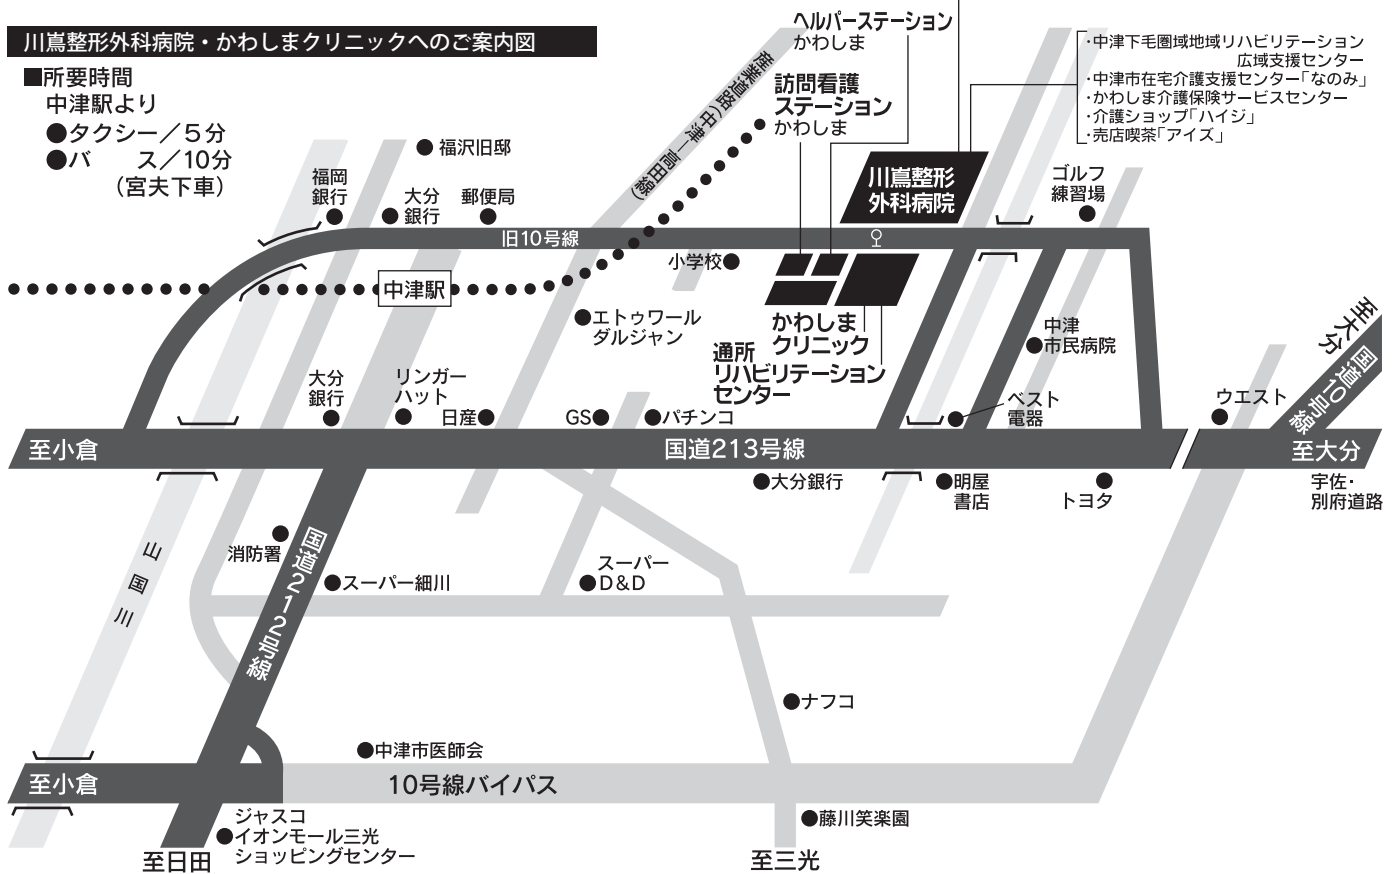 川嶌整形外科病院・かわしまクリニックへのご案内図
■所要時間
中津駅より
●タクシー／5分
●バ　　ス／10分
（宮夫下車）
ヘルパーステーション
かわしま
訪問看護
ステーション
かわしま
・中津下毛圏域地域リハビリテーション
広域支援センター
・中津市在宅介護支援センター「なのみ」
・かわしま介護保険サービスセンター
・介護ショップ「ハイジ」
・売店喫茶「アイズ」
産業道路（中津―高田線）
福沢旧邸
福岡
銀行
大分
銀行
郵便局
川嶌整形
外科病院
ゴルフ
練習場
旧10号線
小学校
中津駅
エトゥワール
ダルジャン
かわしま
クリニック
通所
リハビリテーション
センター
中津
市民病院
至大分
国道10号線
大分
銀行
リンガー
ハット
日産
GS
パチンコ
ベスト
電器
ウエスト
至小倉
国道213号線
至大分
大分銀行
明屋
書店
トヨタ
宇佐・
別府道路
山国川
消防署
国道212号線
スーパー細川
スーパー
D&D
ナフコ
中津市医師会
至小倉
10号線バイパス
ジャスコ
イオンモール三光
ショッピングセンター
藤川笑楽園
至日田
至三光